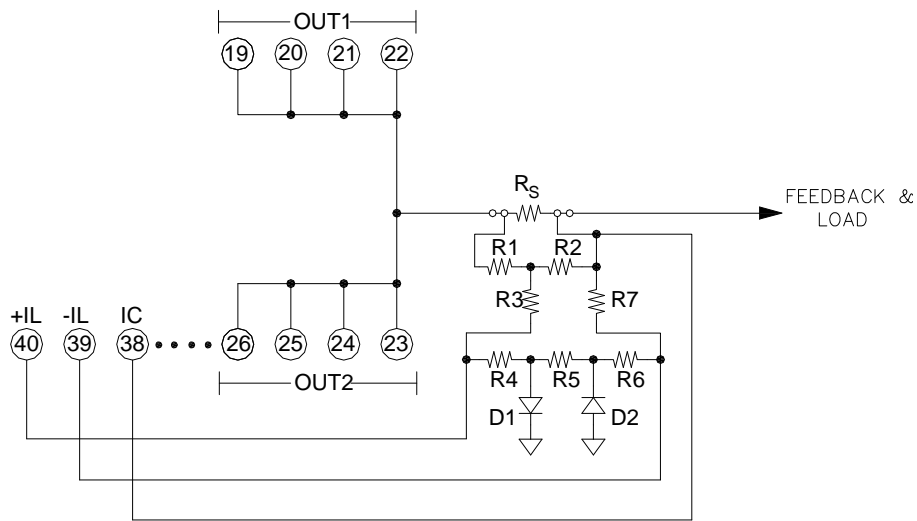 OUT1
19 20 21 22
R_S
FEEDBACK &
LOAD
R1 R2
R3 R7
+IL -IL IC
40 39 38 26 25 24 23
OUT2
R4 R5 R6
D1 D2